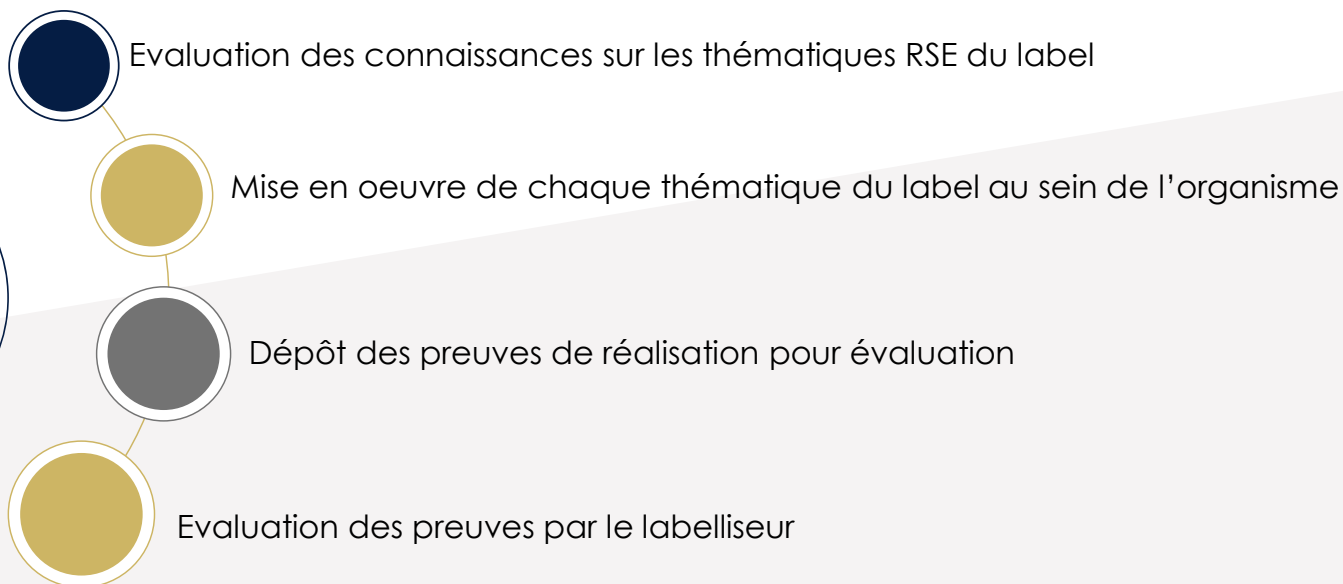 Evaluation des connaissances sur les thématiques RSE du label
Mise en oeuvre de chaque thématique du label au sein de l’organisme
Dépôt des preuves de réalisation pour évaluation
Evaluation des preuves par le labelliseur